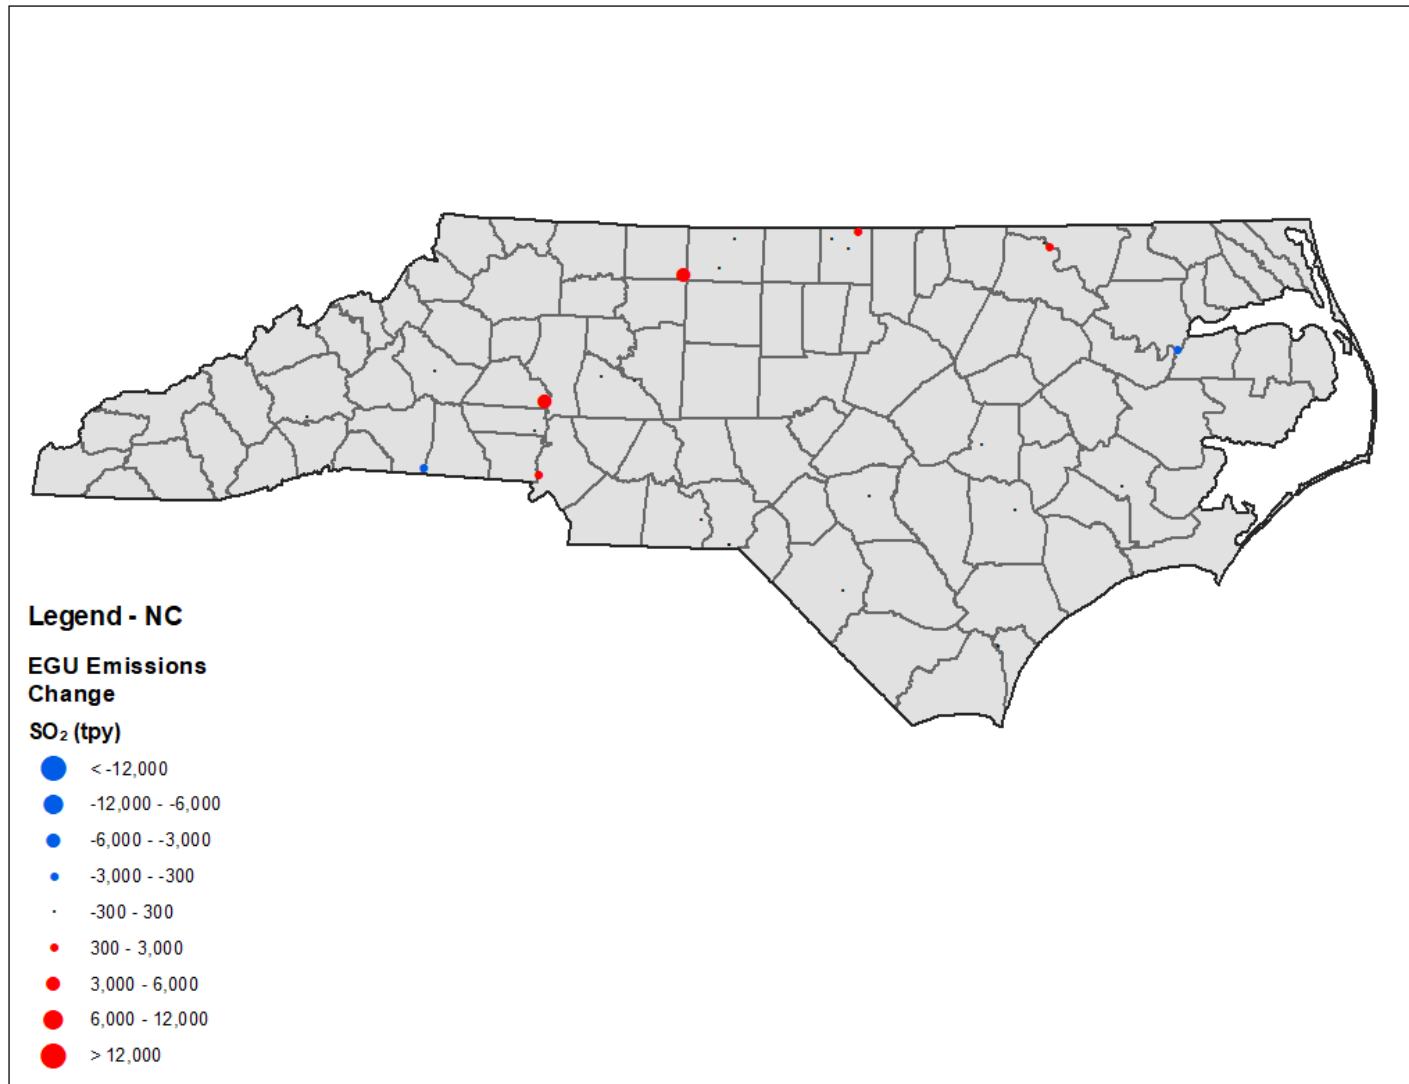 Legend - NC
EGU Emissions
Change
SO₂ (tpy)
< -12,000
-12,000 - -6,000
-6,000 - -3,000
-3,000 - -300
-300 - 300
300 - 3,000
3,000 - 6,000
6,000 - 12,000
> 12,000